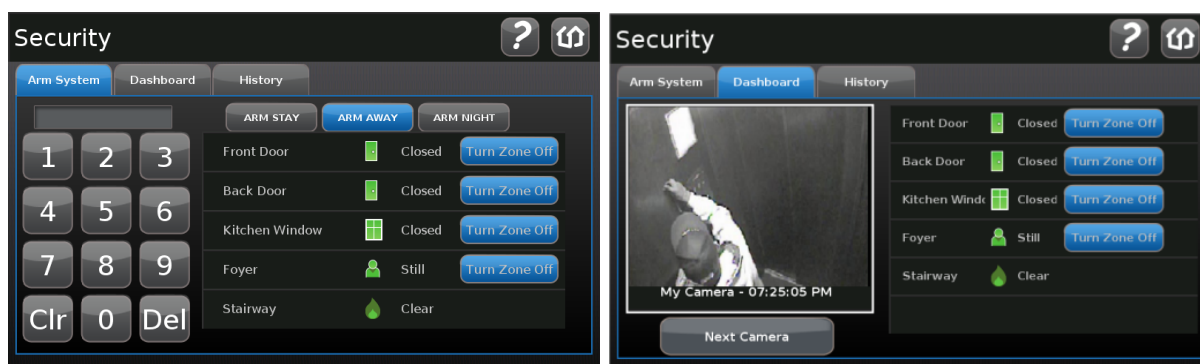 Security
?
Arm System Dashboard History
ARM STAY ARM AWAY ARM NIGHT
1 2 3
4 5 6
7 8 9
Clr 0 Del
Front Door Closed Turn Zone Off
Back Door Closed Turn Zone Off
Kitchen Window Closed Turn Zone Off
Foyer Still Turn Zone Off
Stairway Clear
Security
?
Arm System Dashboard History
My Camera - 07:25:05 PM
Next Camera
Front Door Closed Turn Zone Off
Back Door Closed Turn Zone Off
Kitchen Windc Closed Turn Zone Off
Foyer Still Turn Zone Off
Stairway Clear